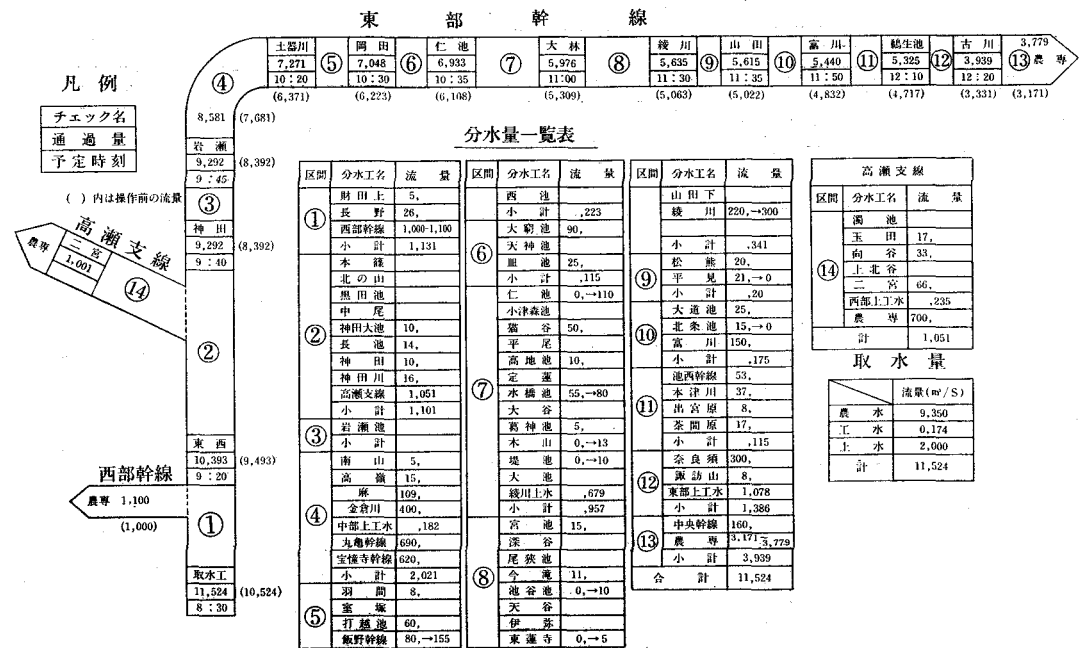 東部幹線
土器川 ⑤ 岡田 ⑥ 仁池 ⑦ 大林 ⑧ 綾川 ⑨ 山田 ⑩ 富川 ⑪ 鵜生池 ⑫ 古川 ⑬ 農専
7,271 7,048 6,933 5,976 5,635 5,615 5,440 5,325 3,939 3,779
10:20 10:30 10:35 11:00 11:30 11:35 11:50 12:10 12:20
(6,371) (6,223) (6,108) (5,309) (5,063) (5,022) (4,832) (4,717) (3,331) (3,171)
凡例
チェック名
通過量
予定時刻
( )内は操作前の流量
④
8,581 (7,681)
岩瀬
9,292 (8,392)
9:45
③
神田
9,292 (8,392)
9:40
高瀬支線
農専
二宮
1,001
⑭
②
東西
10,393 (9,493)
9:20
西部幹線
農専 1,100
(1,000)
①
取水工
11,524 (10,524)
8:30
分水量一覧表
区間 分水工名 流量
① 財田上 5,
長野 26,
西部幹線 1,000-1,100
小計 1,131
② 本篠
北の山
黒田池
中尾
神田大池 10,
長池 14,
神田 10,
神田川 16,
高瀬支線 1,051
小計 1,101
③ 岩瀬池
小計
④ 南山 5,
高嶺 15,
麻 109,
金倉川 400,
中部上工水 ,182
丸亀幹線 690,
宝憧寺幹線 620,
小計 2,021
⑤ 羽間 8,
室塚
打越池 60,
飯野幹線 80,→155
区間 分水工名 流量
西池
小計 ,223
⑥ 大窮池 90,
天神池
皿池 25,
小計 ,115
⑦ 仁池 0,→110
小津森池
猫谷 50,
平尾
高地池 10,
定蓮
水橋池 55,→80
大谷
葛神池 5,
木山 0,→13
堤池 0,→10
大池
綾川上水 ,679
小計 ,957
⑧ 宮池 15,
深谷
尾狭池
今滝 11,
池谷池 0,→10
天谷
伊弥
東蓮寺 0,→5
区間 分水工名 流量
山田下
綾川 220,→300
小計 ,341
⑨ 松熊 20,
平見 21,→0
小計 ,20
⑩ 大道池 25,
北条池 15,→0
富川 150,
小計 ,175
⑪ 池西幹線 53,
本津川 37,
出宮原 8,
茶間原 17,
小計 ,115
⑫ 奈良須 300,
諏訪山 8,
東部上工水 1,078
小計 1,386
⑬ 中央幹線 160,
農専 3,171-3,779
小計 3,939
合計 11,524
高瀬支線
区間 分水工名 流量
⑭ 濁池
玉田 17,
向谷 33,
上北谷
二宮 66,
西部上工水 ,235
農専 700,
計 1,051
取水量
流量(㎥/S)
農水 9,350
工水 0,174
上水 2,000
計 11,524